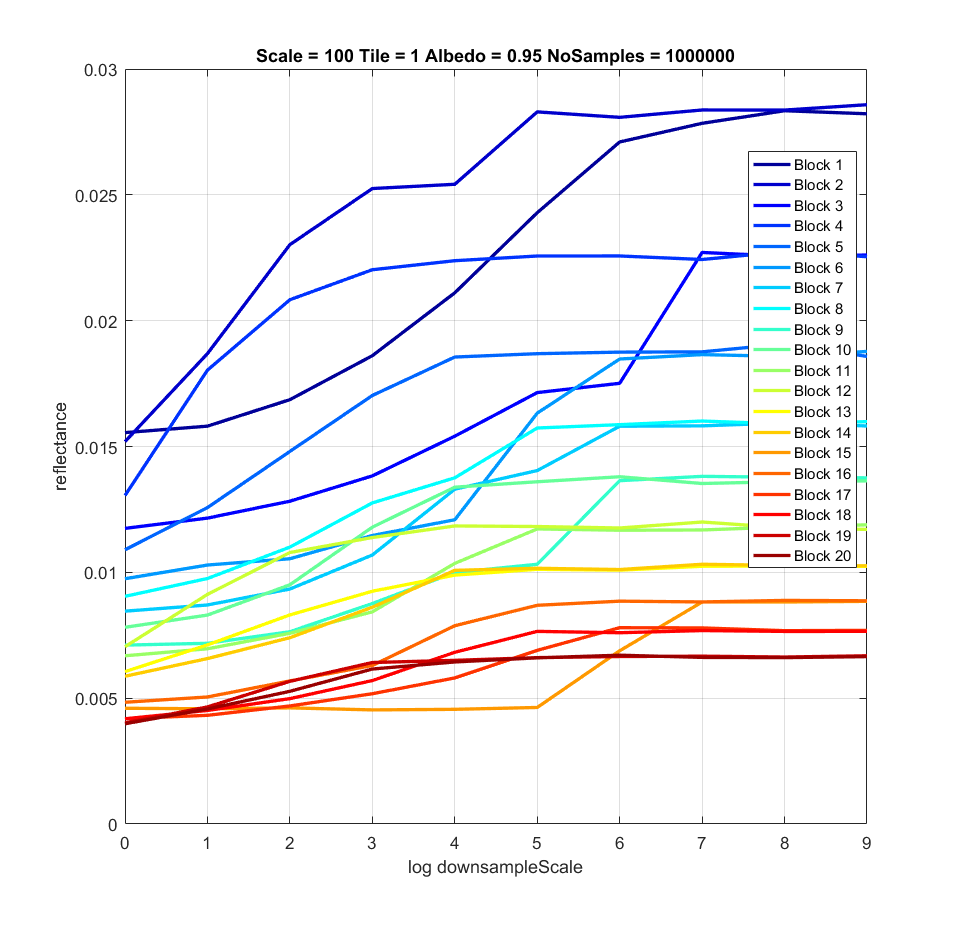 Scale = 100 Tile = 1 Albedo = 0.95 NoSamples = 1000000
0.03
0.025
0.02
0.015
0.01
0.005
0
reflectance
Block 1
Block 2
Block 3
Block 4
Block 5
Block 6
Block 7
Block 8
Block 9
Block 10
Block 11
Block 12
Block 13
Block 14
Block 15
Block 16
Block 17
Block 18
Block 19
Block 20
0 1 2 3 4 5 6 7 8 9
log downsampleScale